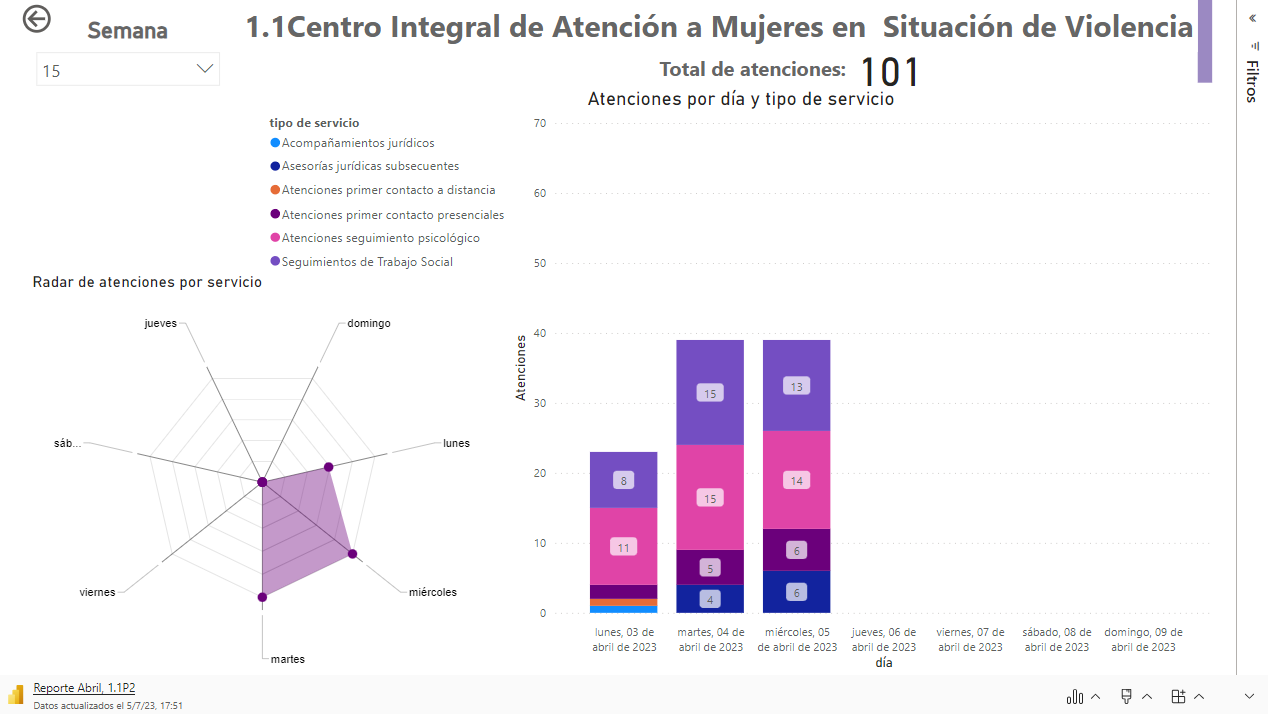 Semana
15
1.1Centro Integral de Atención a Mujeres en  Situación de Violencia
Total de atenciones: 101
Filtros
Atenciones por día y tipo de servicio
tipo de servicio
Acompañamientos jurídicos
Asesorías jurídicas subsecuentes
Atenciones primer contacto a distancia
Atenciones primer contacto presenciales
Atenciones seguimiento psicológico
Seguimientos de Trabajo Social
Radar de atenciones por servicio
jueves
domingo
sáb...
lunes
viernes
miércoles
martes
Atenciones
70
60
50
40
30
20
10
0
8
11
15
15
5
4
13
14
6
6
lunes, 03 de
abril de 2023
martes, 04 de
abril de 2023
miércoles, 05
de abril de 2023
jueves, 06 de
abril de 2023
viernes, 07 de
abril de 2023
sábado, 08 de
abril de 2023
domingo, 09 de
abril de 2023
día
Reporte Abril, 1.1P2
Datos actualizados el 5/7/23, 17:51